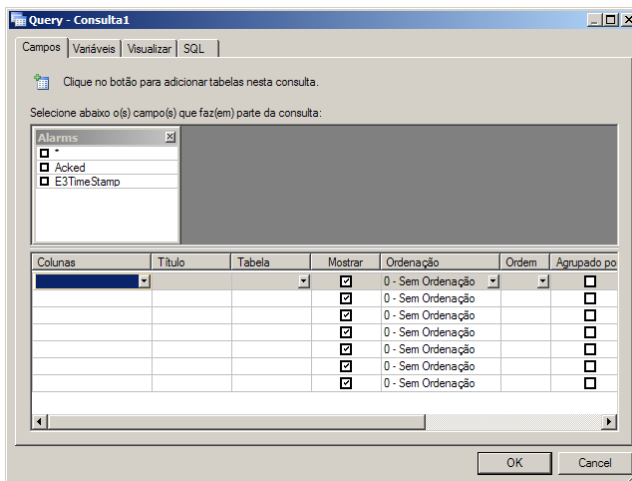 Query - Consulta1
Campos Variáveis Visualizar SQL
Clique no botão para adicionar tabelas nesta consulta.
Selecione abaixo o(s) campo(s) que faz(em) parte da consulta:
Alarms
*
Acked
E3TimeStamp
Colunas Título Tabela Mostrar Ordenação Ordem Agrupado po
0 - Sem Ordenação
0 - Sem Ordenação
0 - Sem Ordenação
0 - Sem Ordenação
0 - Sem Ordenação
0 - Sem Ordenação
0 - Sem Ordenação
OK Cancel